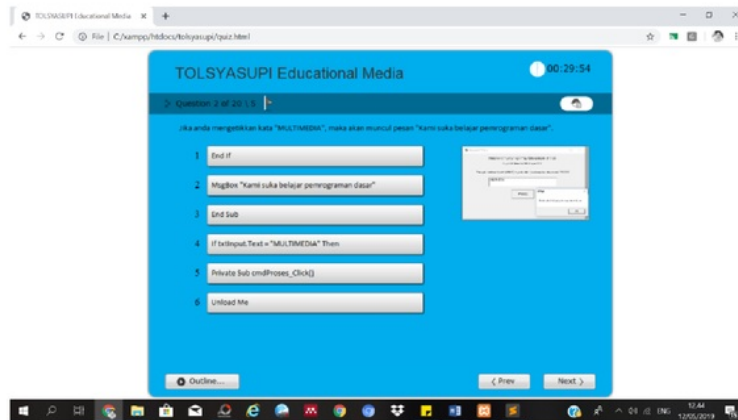 TOLSYASUPI Educational Media
File | C:/xampp/htdocs/tolsyasupi/quiz.html
TOLSYASUPI Educational Media
00:29:54
Question 2 of 20 \ 5
Jika anda mengetikkan kata "MULTIMEDIA", maka akan muncul pesan "Kami suka belajar pemrograman dasar".
1 End If
2 MsgBox "Kami suka belajar pemrograman dasar"
3 End Sub
4 If txtInput.Text = "MULTIMEDIA" Then
5 Private Sub cmdProses_Click()
6 Unload Me
Outline...
Prev
Next
ENG
12.44
12/05/2019